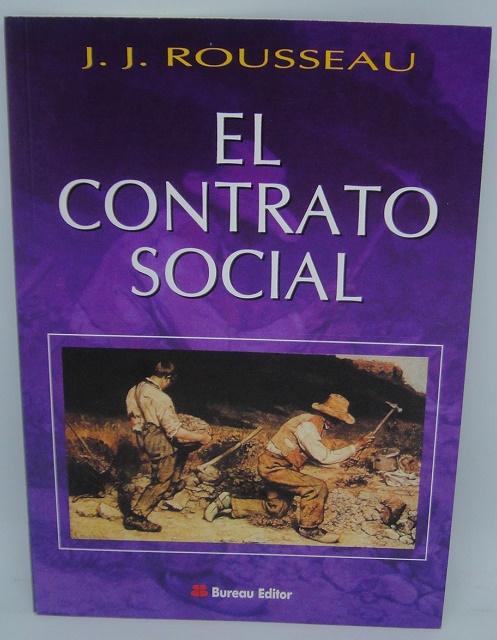 J. J. ROUSSEAU
EL
CONTRATO
SOCIAL
Bureau Editor